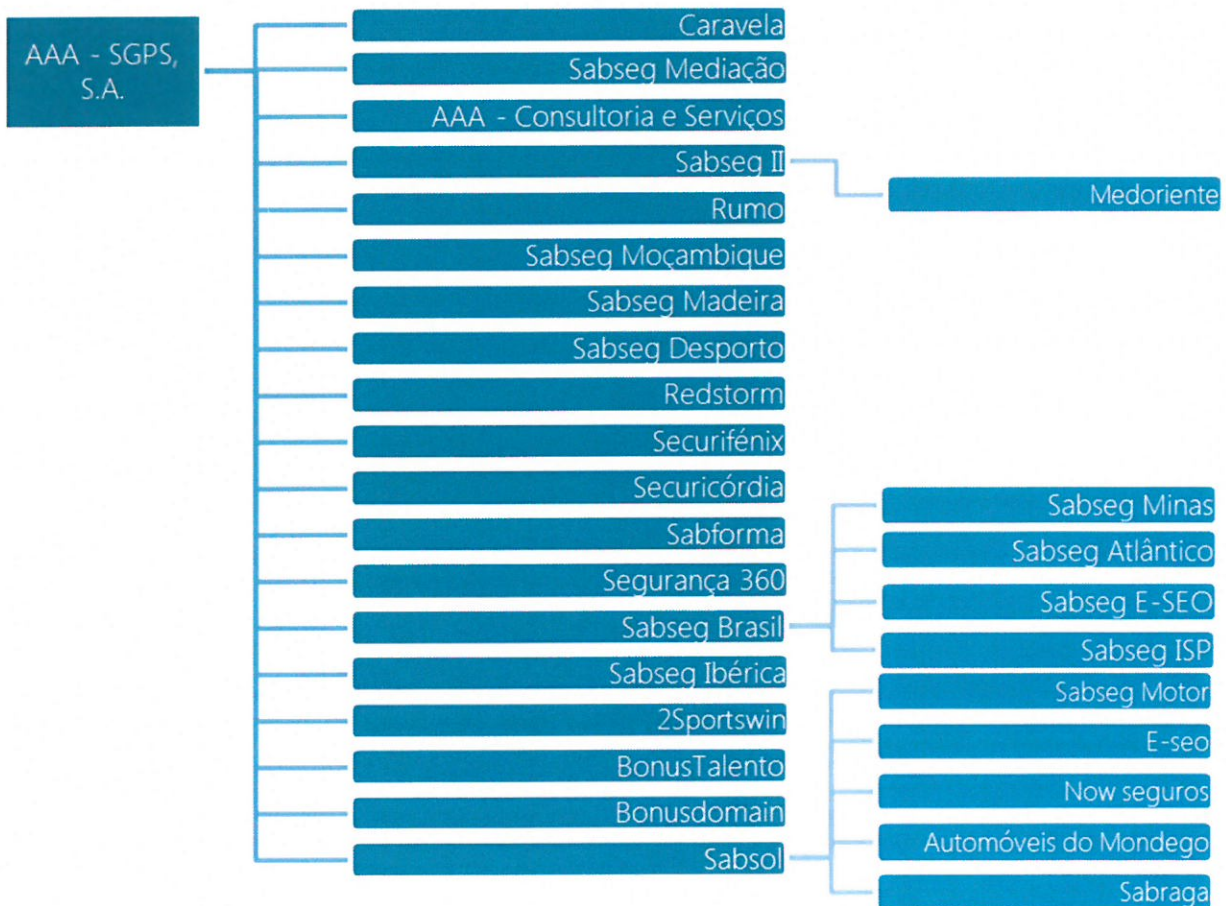 AAA - SGPS,
S.A.
Caravela
Sabseg Mediação
AAA - Consultoria e Serviços
Sabseg II
Medoriente
Rumo
Sabseg Moçambique
Sabseg Madeira
Sabseg Desporto
Redstorm
Securifénix
Securicórdia
Sabforma
Segurança 360
Sabseg Brasil
Sabseg Minas
Sabseg Atlântico
Sabseg E-SEO
Sabseg ISP
Sabseg Ibérica
2Sportswin
BonusTalento
Bonusdomain
Sabsol
Sabseg Motor
E-seo
Now seguros
Automóveis do Mondego
Sabraga